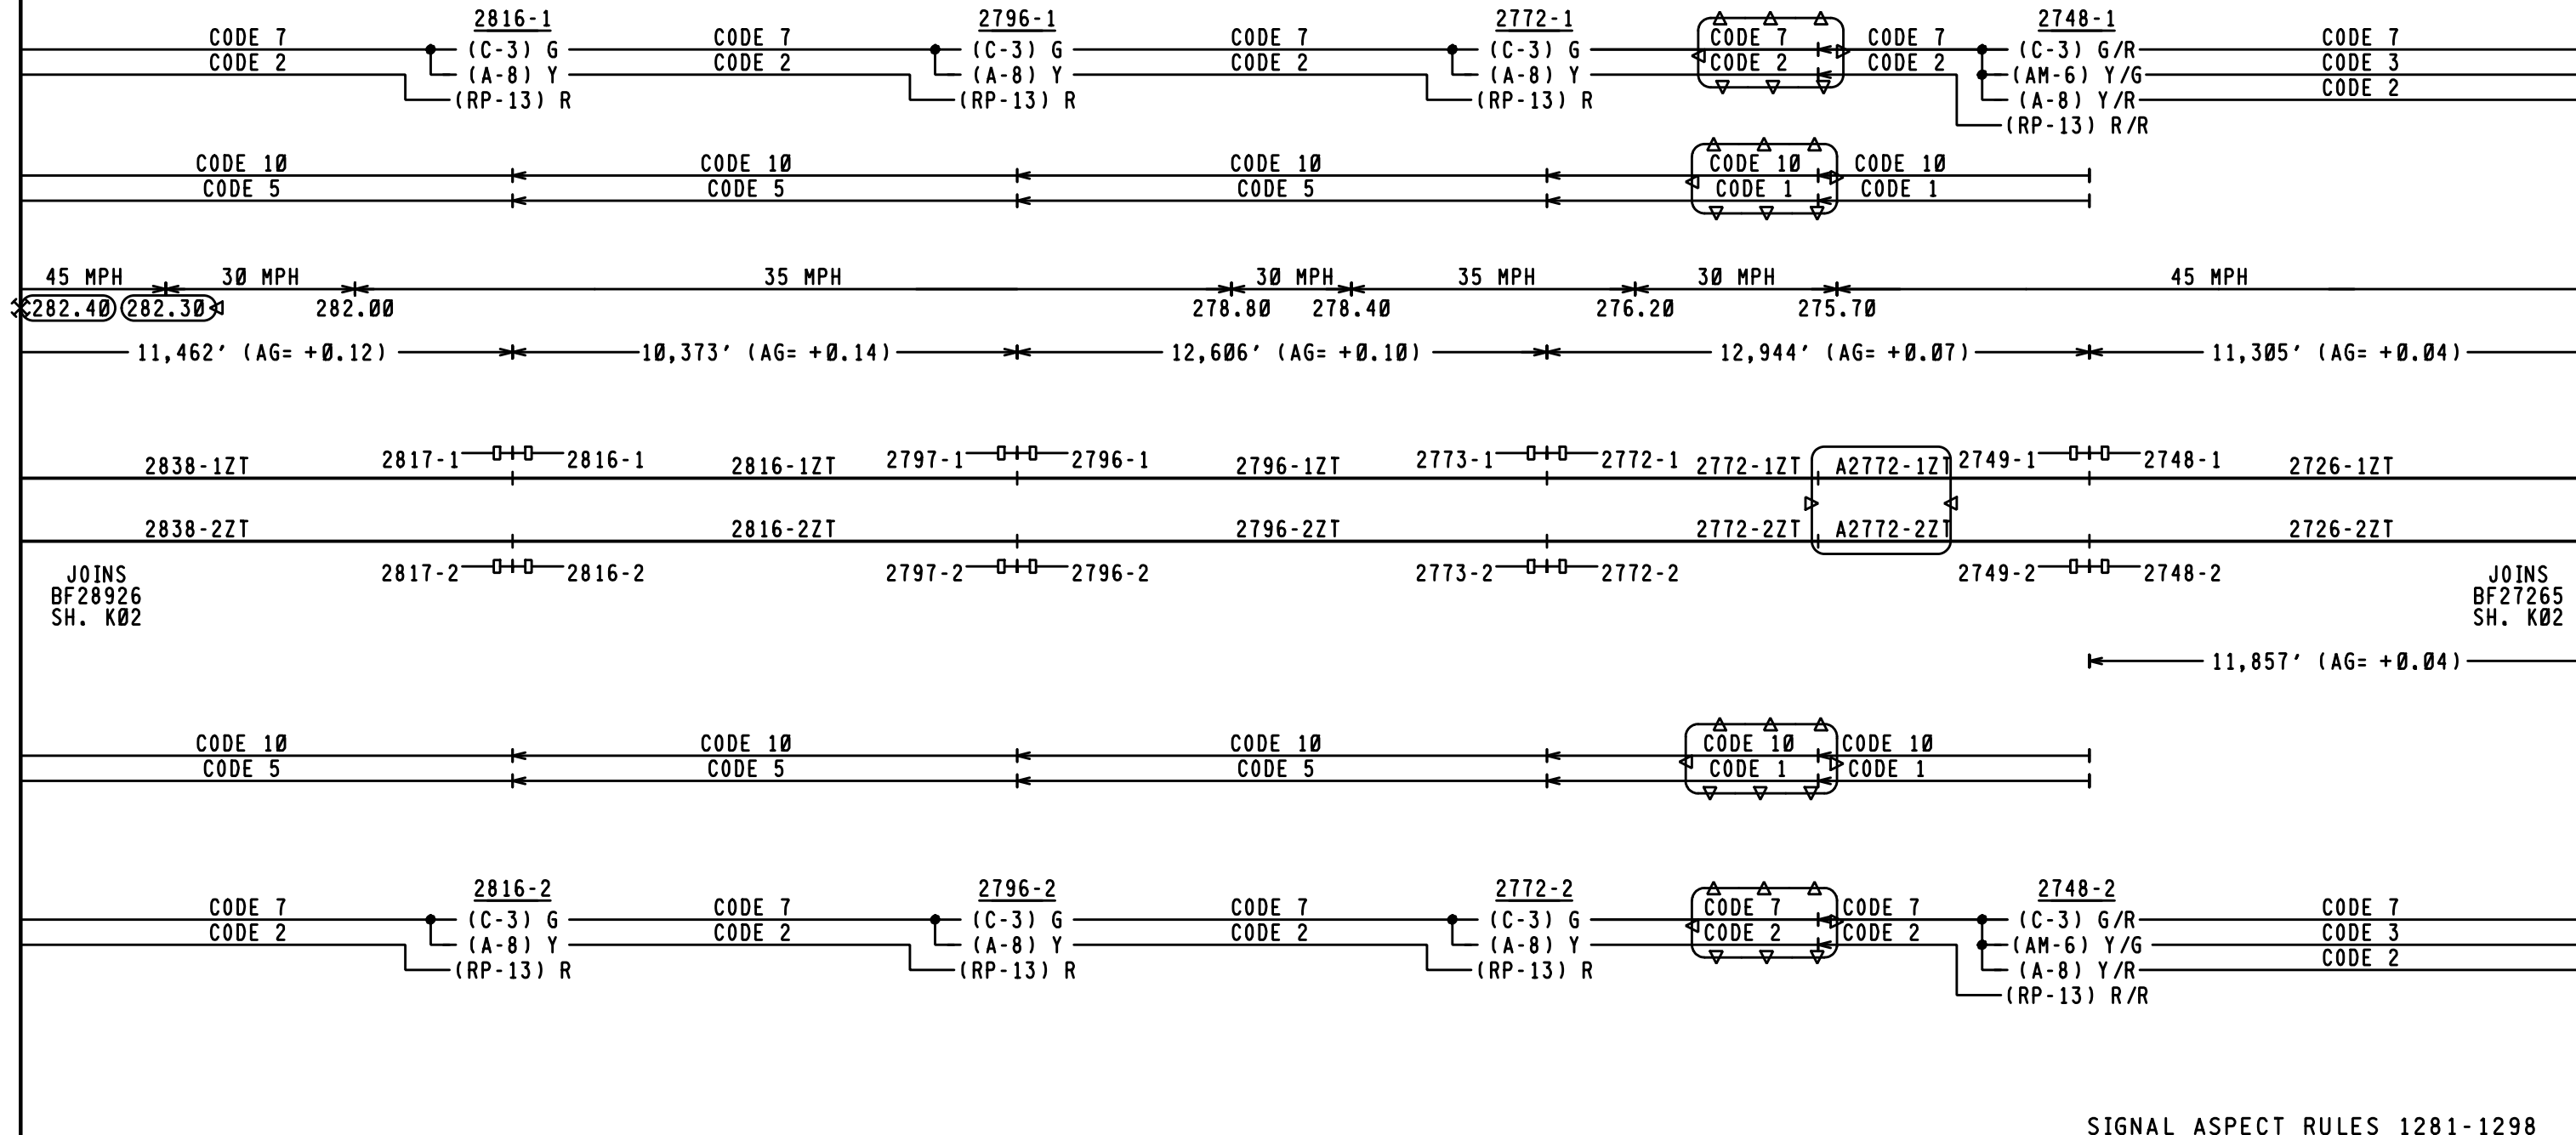 2816-1 2796-1 2772-1 2748-1
CODE 7 (C-3) G CODE 7 (C-3) G CODE 7 (C-3) G CODE 7 CODE 7 (C-3) G/R CODE 7
CODE 2 (A-8) Y CODE 2 (A-8) Y CODE 2 (A-8) Y CODE 2 CODE 2 (AM-6) Y/G CODE 3
(RP-13) R (RP-13) R (RP-13) R (A-8) Y/R CODE 2
(RP-13) R/R
CODE 10 CODE 10 CODE 10 CODE 10 CODE 10
CODE 5 CODE 5 CODE 5 CODE 1 CODE 1
45 MPH 30 MPH 35 MPH 30 MPH 35 MPH 30 MPH 45 MPH
282.40 282.30 282.00 278.80 278.40 276.20 275.70
11,462' (AG= +0.12) 10,373' (AG= +0.14) 12,606' (AG= +0.10) 12,944' (AG= +0.07) 11,305' (AG= +0.04)
2817-1 2816-1 2797-1 2796-1 2773-1 2772-1 2749-1 2748-1
2838-1ZT 2816-1ZT 2796-1ZT 2772-1ZT A2772-1ZT 2726-1ZT
2838-2ZT 2816-2ZT 2796-2ZT 2772-2ZT A2772-2ZT 2726-2ZT
2817-2 2816-2 2797-2 2796-2 2773-2 2772-2 2749-2 2748-2
JOINS
BF28926
SH. K02
JOINS
BF27265
SH. K02
11,857' (AG= +0.04)
CODE 10 CODE 10 CODE 10 CODE 10 CODE 10
CODE 5 CODE 5 CODE 5 CODE 1 CODE 1
2816-2 2796-2 2772-2 2748-2
CODE 7 (C-3) G CODE 7 (C-3) G CODE 7 (C-3) G CODE 7 CODE 7 (C-3) G/R CODE 7
CODE 2 (A-8) Y CODE 2 (A-8) Y CODE 2 (A-8) Y CODE 2 CODE 2 (AM-6) Y/G CODE 3
(RP-13) R (RP-13) R (RP-13) R (A-8) Y/R CODE 2
(RP-13) R/R
SIGNAL ASPECT RULES 1281-1298